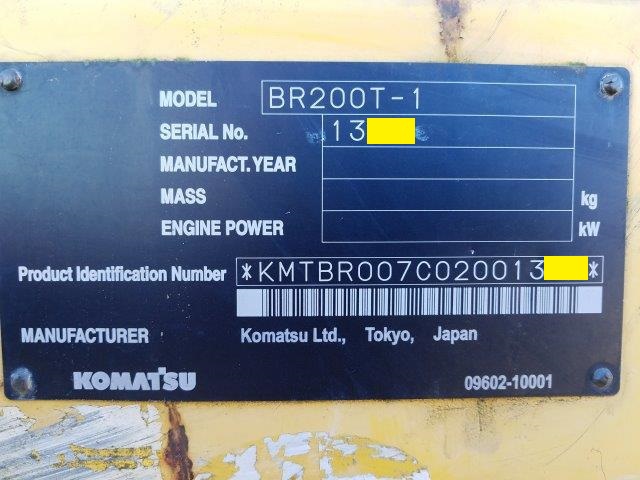 MODEL BR200T-1
SERIAL No. 13
MANUFACT. YEAR
MASS kg
ENGINE POWER kW
Product Identification Number *KMTBR007C020013 *
MANUFACTURER Komatsu Ltd., Tokyo, Japan
KOMATSU 09602-10001